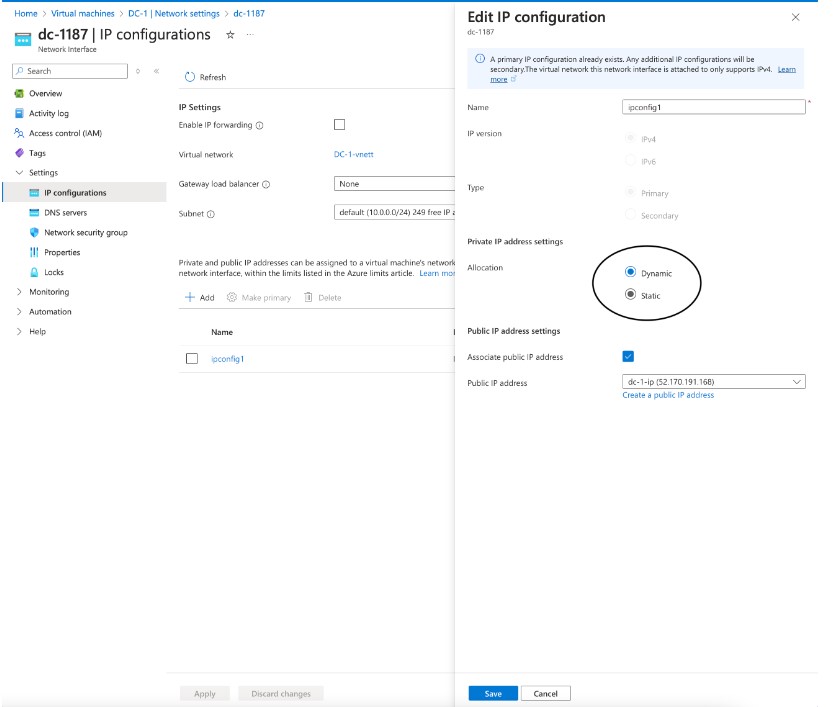 Home > Virtual machines > DC-1 | Network settings > dc-1187
dc-1187 | IP configurations
Network Interface
Search
Overview
Activity log
Access control (IAM)
Tags
Settings
IP configurations
DNS servers
Network security group
Properties
Locks
Monitoring
Automation
Help
Refresh
IP Settings
Enable IP forwarding
Virtual network
DC-1-vnett
Gateway load balancer
None
Subnet
default (10.0.0.0/24) 249 free IP
Private and public IP addresses can be assigned to a virtual machine's network
network interface, within the limits listed in the Azure limits article. Learn mor
Add
Make primary
Delete
Name
ipconfig1
Apply
Discard changes
Edit IP configuration
dc-1187
A primary IP configuration already exists. Any additional IP configurations will be
secondary.The virtual network this network interface is attached to only supports IPv4. Learn
more
Name
ipconfig1
*
IP version
IPv4
IPv6
Type
Primary
Secondary
Private IP address settings
Allocation
Dynamic
Static
Public IP address settings
Associate public IP address
Public IP address
dc-1-ip (52.170.191.168)
Create a public IP address
Save
Cancel